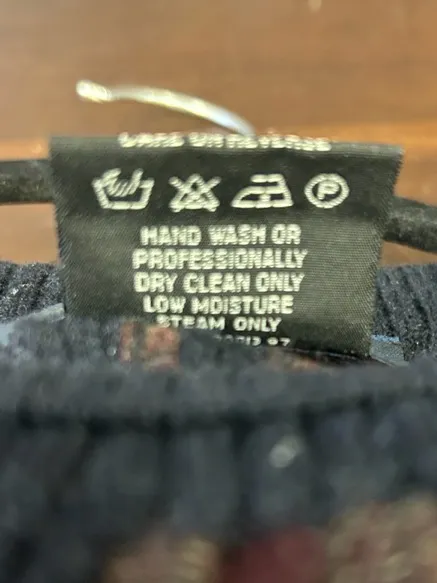 CARE ON REVERSE
P
HAND WASH OR
PROFESSIONALLY
DRY CLEAN ONLY
LOW MOISTURE
STEAM ONLY